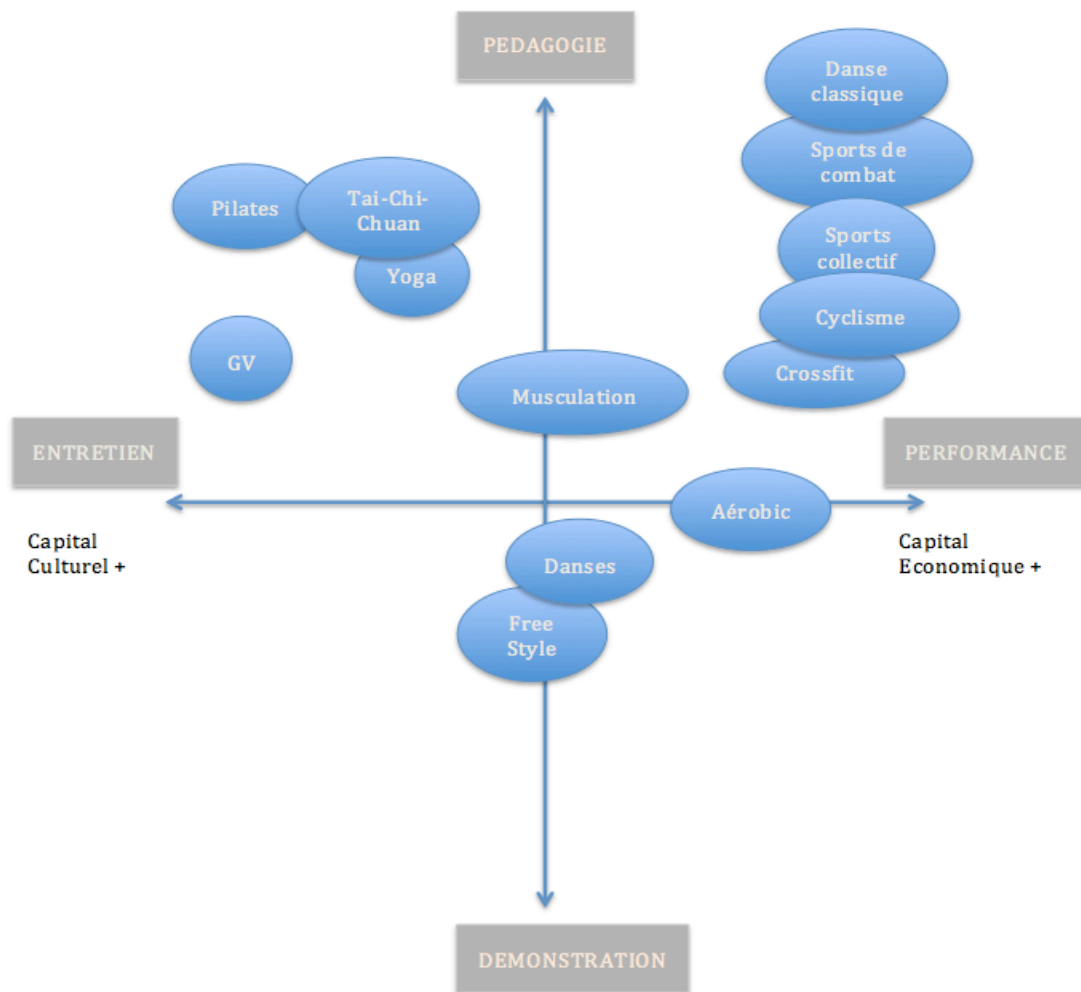 PEDAGOGIE
Danse
classique
Sports de
combat
Pilates
Tai-Chi-
Chuan
Yoga
Sports
collectif
Cyclisme
GV
Crossfit
Musculation
ENTRETIEN
PERFORMANCE
Aérobic
Capital
Culturel +
Capital
Economique +
Danses
Free
Style
DEMONSTRATION